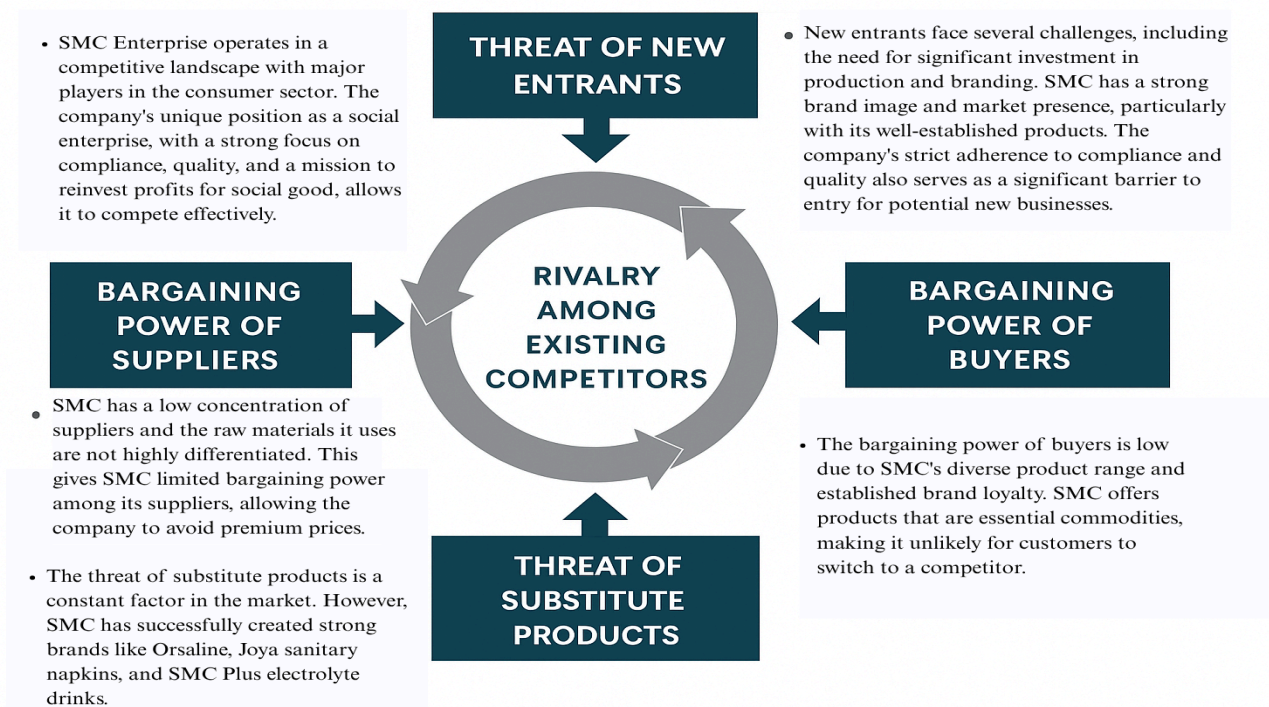 • SMC Enterprise operates in a
competitive landscape with major
players in the consumer sector. The
company's unique position as a social
enterprise, with a strong focus on
compliance, quality, and a mission to
reinvest profits for social good, allows
it to compete effectively.
THREAT OF NEW
ENTRANTS
• New entrants face several challenges, including
the need for significant investment in
production and branding. SMC has a strong
brand image and market presence, particularly
with its well-established products. The
company's strict adherence to compliance and
quality also serves as a significant barrier to
entry for potential new businesses.
BARGAINING
POWER OF
SUPPLIERS
RIVALRY
AMONG
EXISTING
COMPETITORS
BARGAINING
POWER OF
BUYERS
• SMC has a low concentration of
suppliers and the raw materials it uses
are not highly differentiated. This
gives SMC limited bargaining power
among its suppliers, allowing the
company to avoid premium prices.
• The bargaining power of buyers is low
due to SMC's diverse product range and
established brand loyalty. SMC offers
products that are essential commodities,
making it unlikely for customers to
switch to a competitor.
• The threat of substitute products is a
constant factor in the market. However,
SMC has successfully created strong
brands like Orsaline, Joya sanitary
napkins, and SMC Plus electrolyte
drinks.
THREAT OF
SUBSTITUTE
PRODUCTS